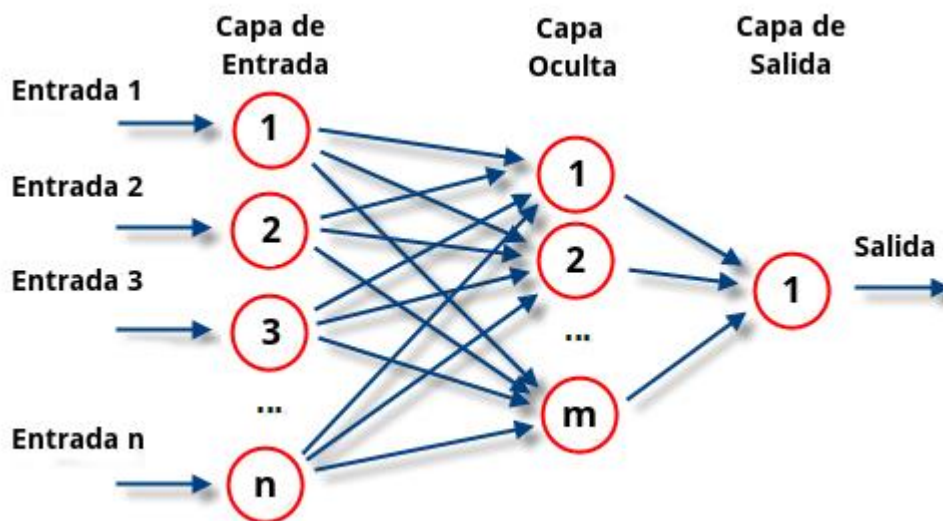 Capa de
Entrada
Capa
Oculta
Capa de
Salida
Entrada 1
Entrada 2
Entrada 3
Entrada n
1
2
3
...
n
1
2
...
m
1
Salida